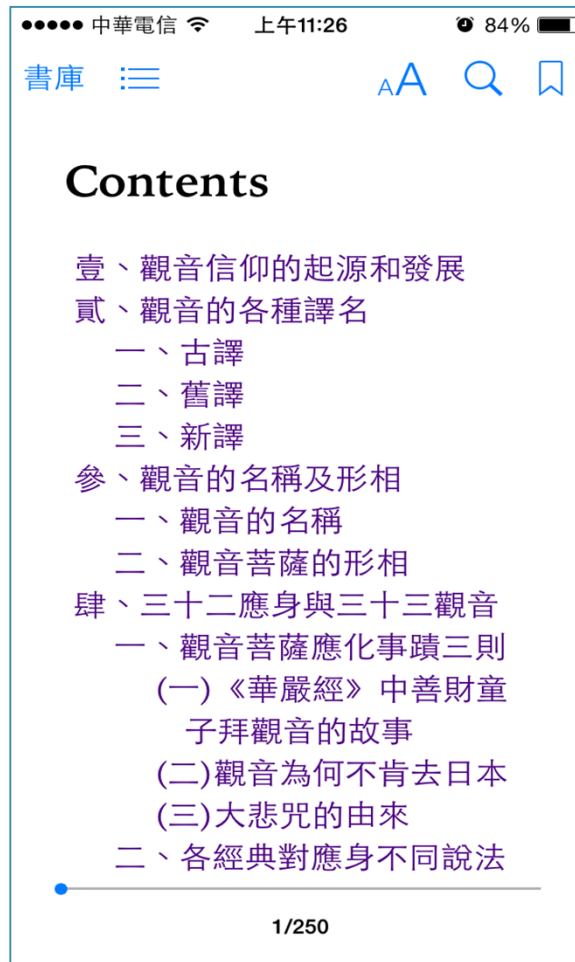 中華電信 上午11:26 84%
書庫 AA
Contents
壹、觀音信仰的起源和發展
貳、觀音的各種譯名
一、古譯
二、舊譯
三、新譯
參、觀音的名稱及形相
一、觀音的名稱
二、觀音菩薩的形相
肆、三十二應身與三十三觀音
一、觀音菩薩應化事蹟三則
(一)《華嚴經》中善財童
子拜觀音的故事
(二)觀音為何不肯去日本
(三)大悲咒的由來
二、各經典對應身不同說法
1/250